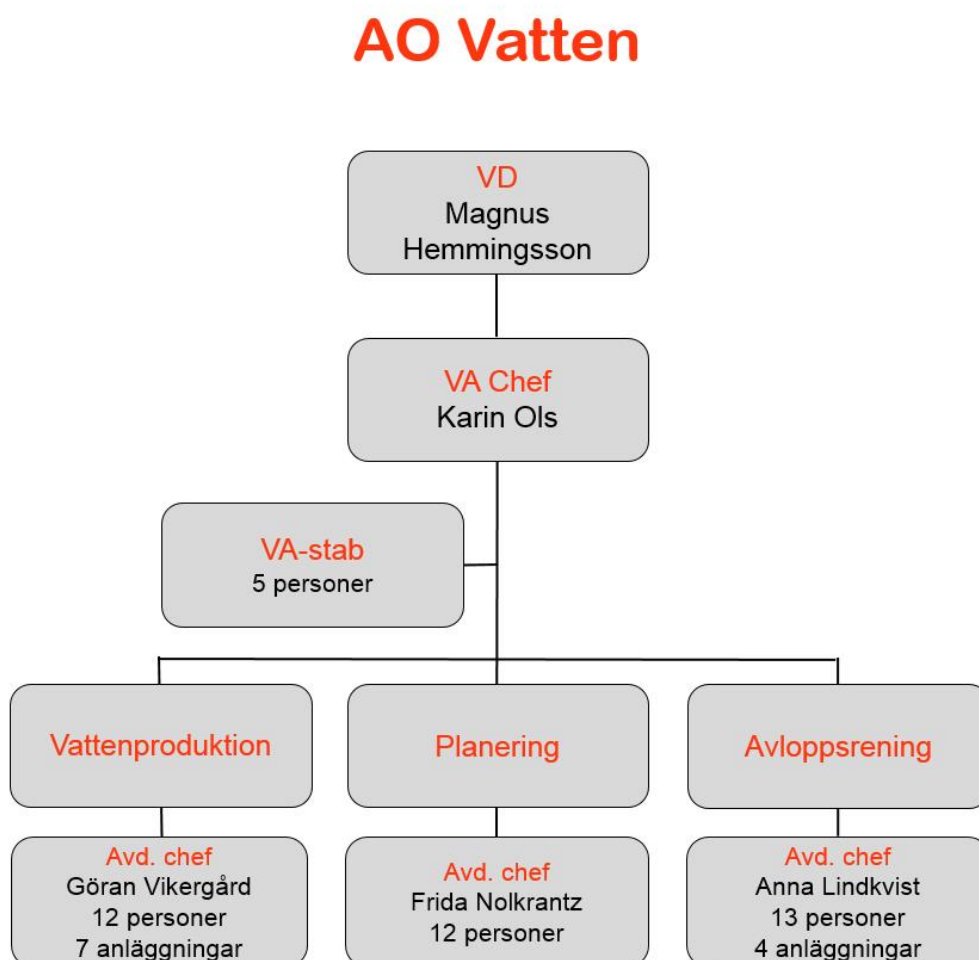 AO Vatten
VD
Magnus
Hemmingsson
VA Chef
Karin Ols
VA-stab
5 personer
Vattenproduktion
Planering
Avloppsrening
Avd. chef
Göran Vikergård
12 personer
7 anläggningar
Avd. chef
Frida Nolkrantz
12 personer
Avd. chef
Anna Lindkvist
13 personer
4 anläggningar